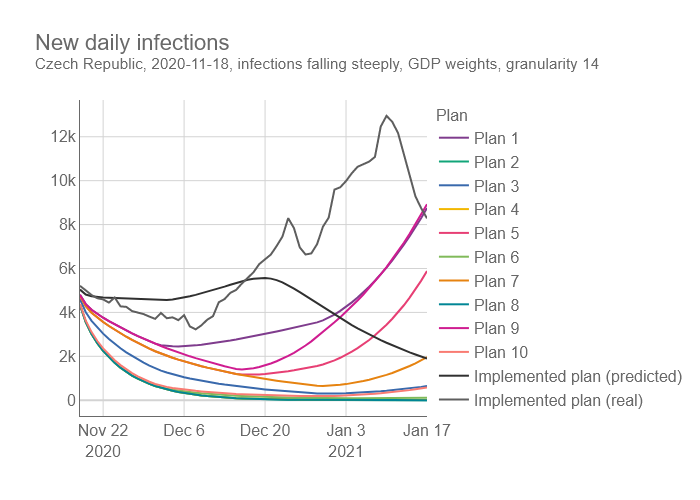 New daily infections
Czech Republic, 2020-11-18, infections falling steeply, GDP weights, granularity 14
Plan
12k
10k
8k
6k
4k
2k
0
Nov 22
2020
Dec 6
Dec 20
Jan 3
2021
Jan 17
Plan 1
Plan 2
Plan 3
Plan 4
Plan 5
Plan 6
Plan 7
Plan 8
Plan 9
Plan 10
Implemented plan (predicted)
Implemented plan (real)